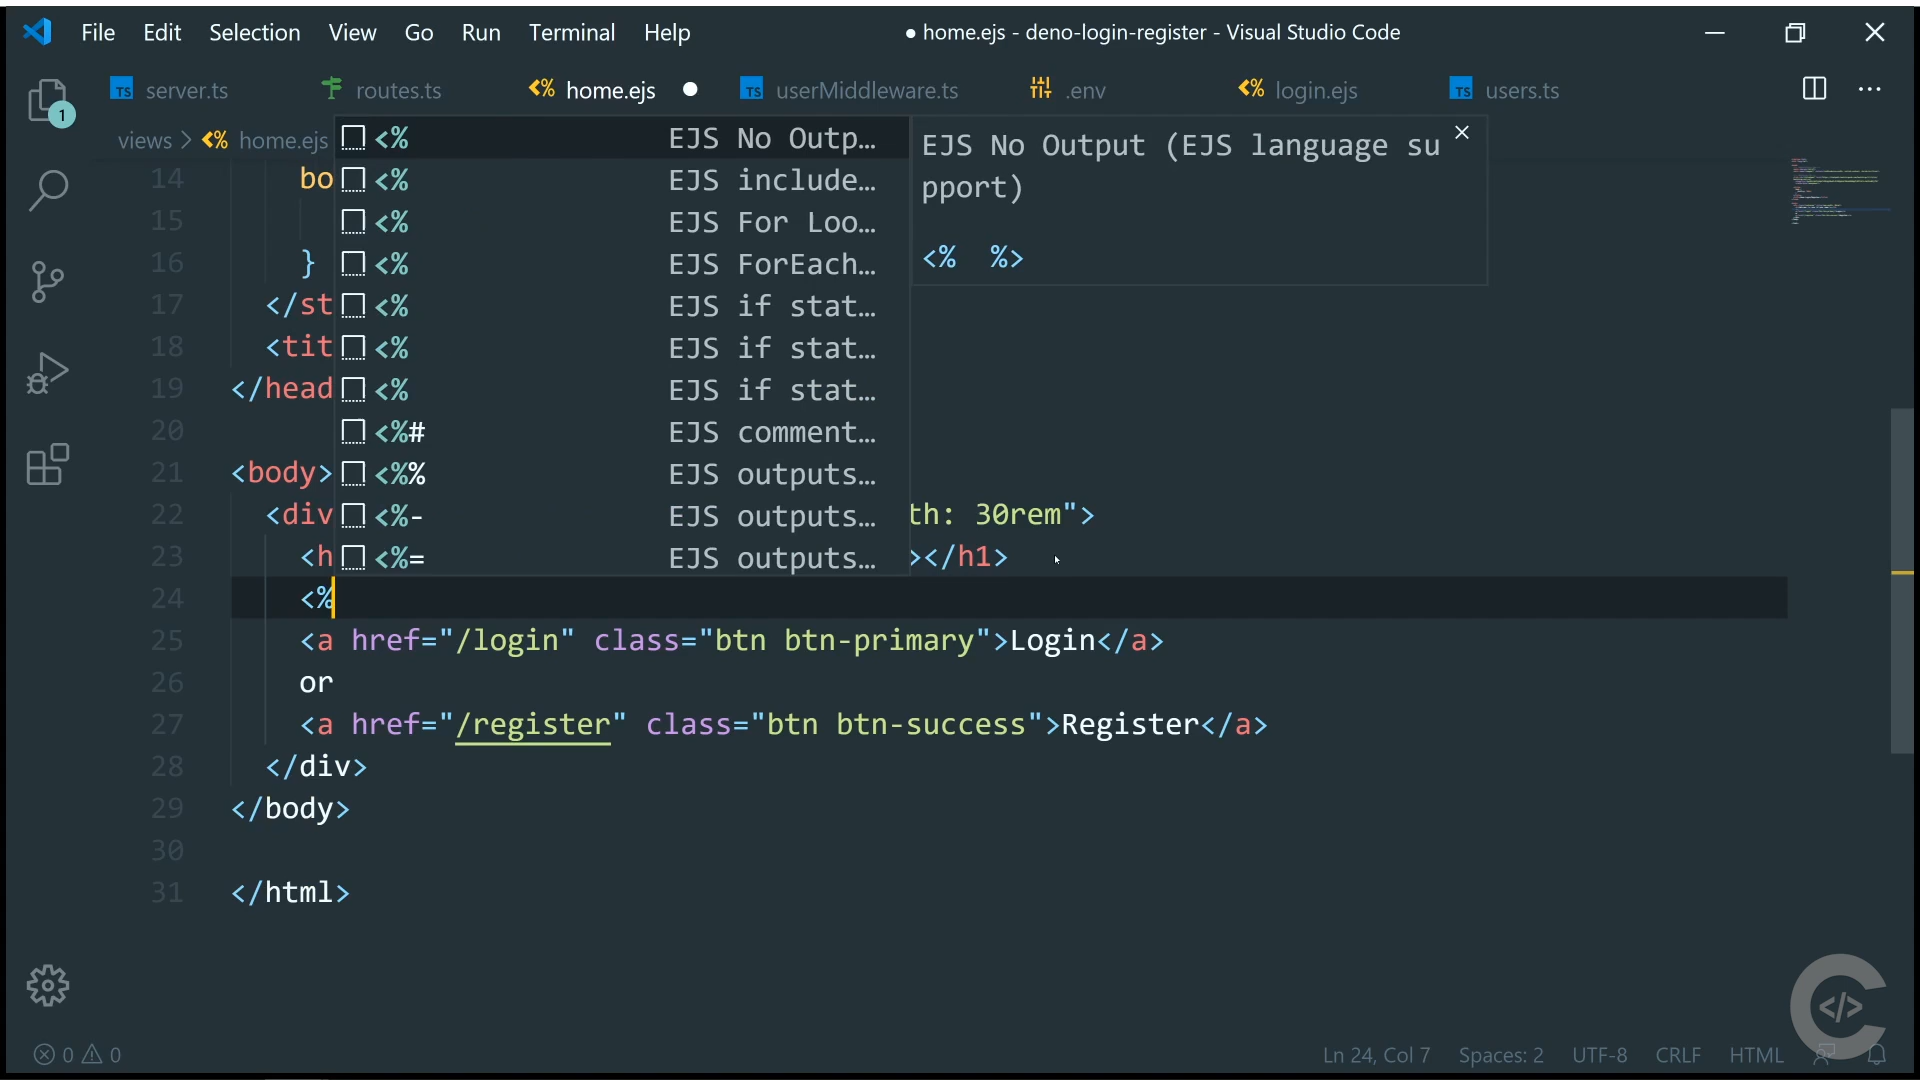 File Edit Selection View Go Run Terminal Help ● home.ejs - deno-login-register - Visual Studio Code
TS server.ts routes.ts <% home.ejs ● TS userMiddleware.ts .env <% login.ejs TS users.ts ...
1
views > <% home.ejs
<% EJS No Outp...
<% EJS include...
<% EJS For Loo...
<% EJS ForEach...
<% EJS if stat...
<% EJS if stat...
<% EJS if stat...
<%# EJS comment...
<%% EJS outputs...
<%- EJS outputs...
<%= EJS outputs...
EJS No Output (EJS language su
pport)
<% %>
14 bo
15
16 }
17 </st
18 <tit
19 </head
20
21 <body>
22 <div th: 30rem">
23 <h ></h1>
24 <%
25 <a href="/login" class="btn btn-primary">Login</a>
26 or
27 <a href="/register" class="btn btn-success">Register</a>
28 </div>
29 </body>
30
31 </html>
</>
0 0 Ln 24, Col 7 Spaces: 2 UTF-8 CRLF HTML